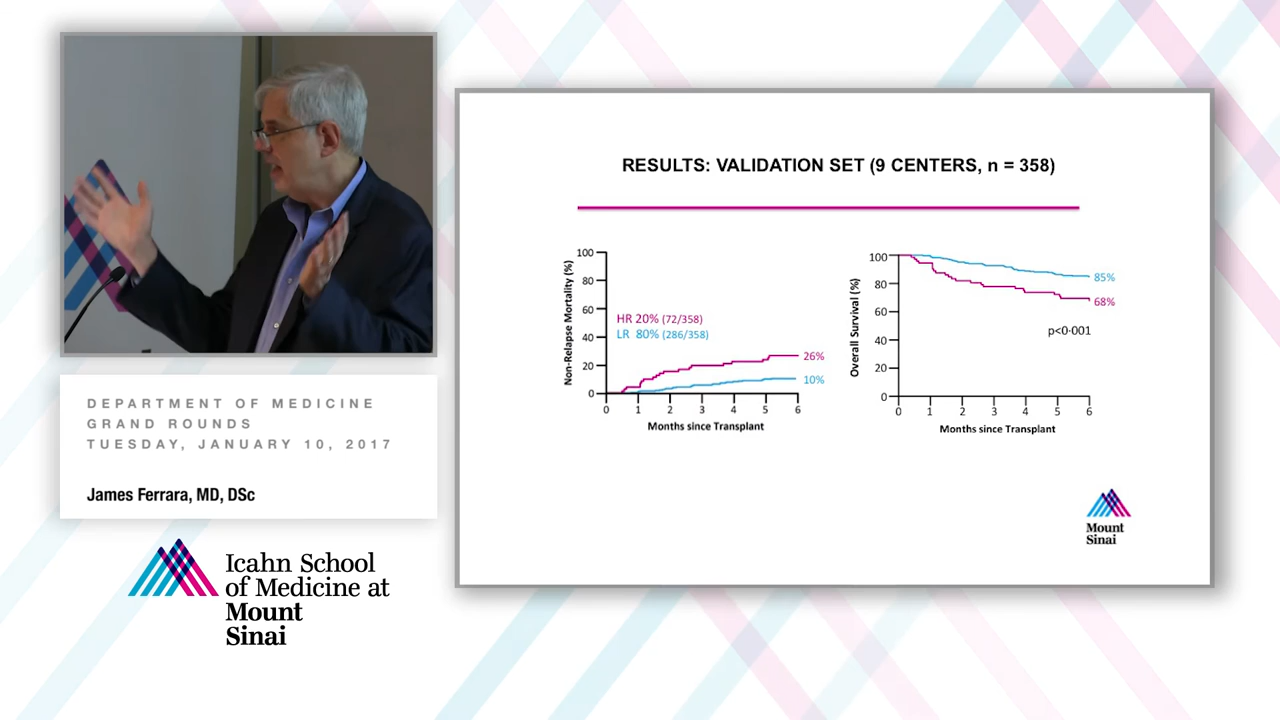 DEPARTMENT OF MEDICINE
GRAND ROUNDS
TUESDAY, JANUARY 10, 2017
James Ferrara, MD, DSc
Icahn School
of Medicine at
Mount
Sinai
RESULTS: VALIDATION SET (9 CENTERS, n = 358)
Non-Relapse Mortality (%)
100
80
60
40
20
0
HR 20% (72/358)
LR 80% (286/358)
26%
10%
0 1 2 3 4 5 6
Months since Transplant
Overall Survival (%)
100
80
60
40
20
0
85%
68%
p<0·001
0 1 2 3 4 5 6
Months since Transplant
Mount
Sinai